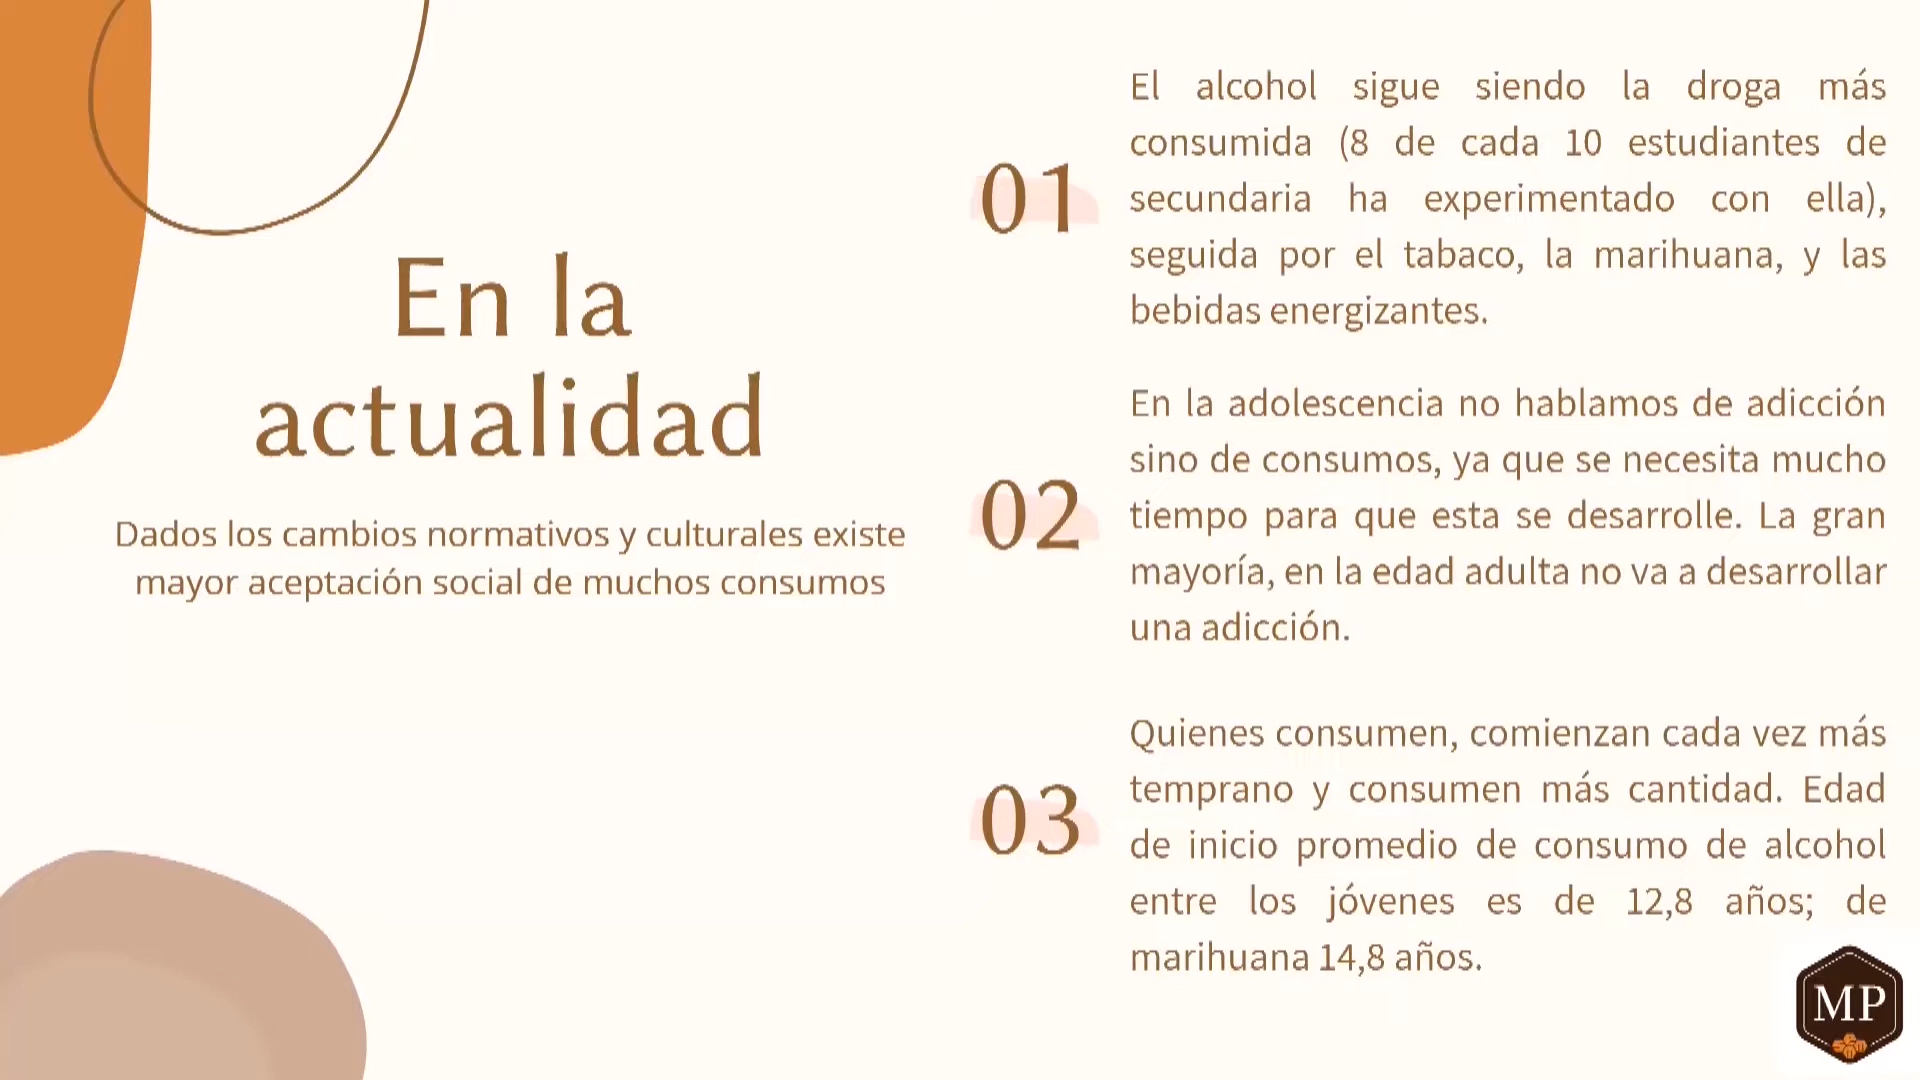 En la
actualidad
Dados los cambios normativos y culturales existe
mayor aceptación social de muchos consumos
01
El alcohol sigue siendo la droga más
consumida (8 de cada 10 estudiantes de
secundaria ha experimentado con ella),
seguida por el tabaco, la marihuana, y las
bebidas energizantes.
02
En la adolescencia no hablamos de adicción
sino de consumos, ya que se necesita mucho
tiempo para que esta se desarrolle. La gran
mayoría, en la edad adulta no va a desarrollar
una adicción.
03
Quienes consumen, comienzan cada vez más
temprano y consumen más cantidad. Edad
de inicio promedio de consumo de alcohol
entre los jóvenes es de 12,8 años; de
marihuana 14,8 años.
MP